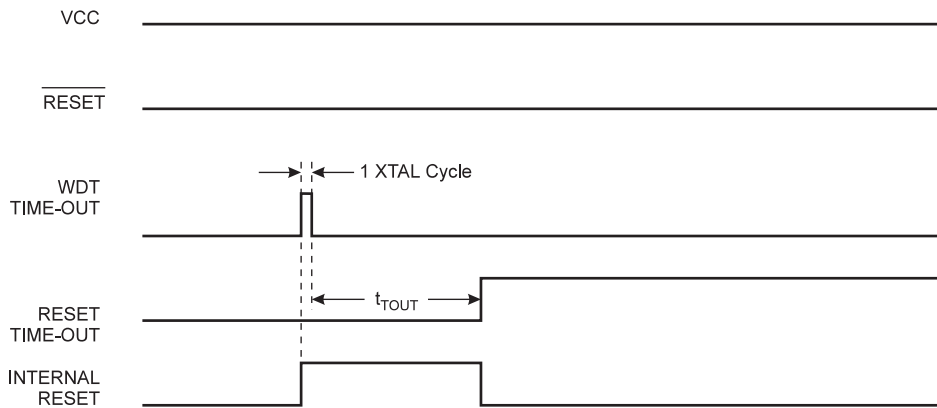 VCC
RESET
1 XTAL Cycle
WDT
TIME-OUT
tTOUT
RESET
TIME-OUT
INTERNAL
RESET